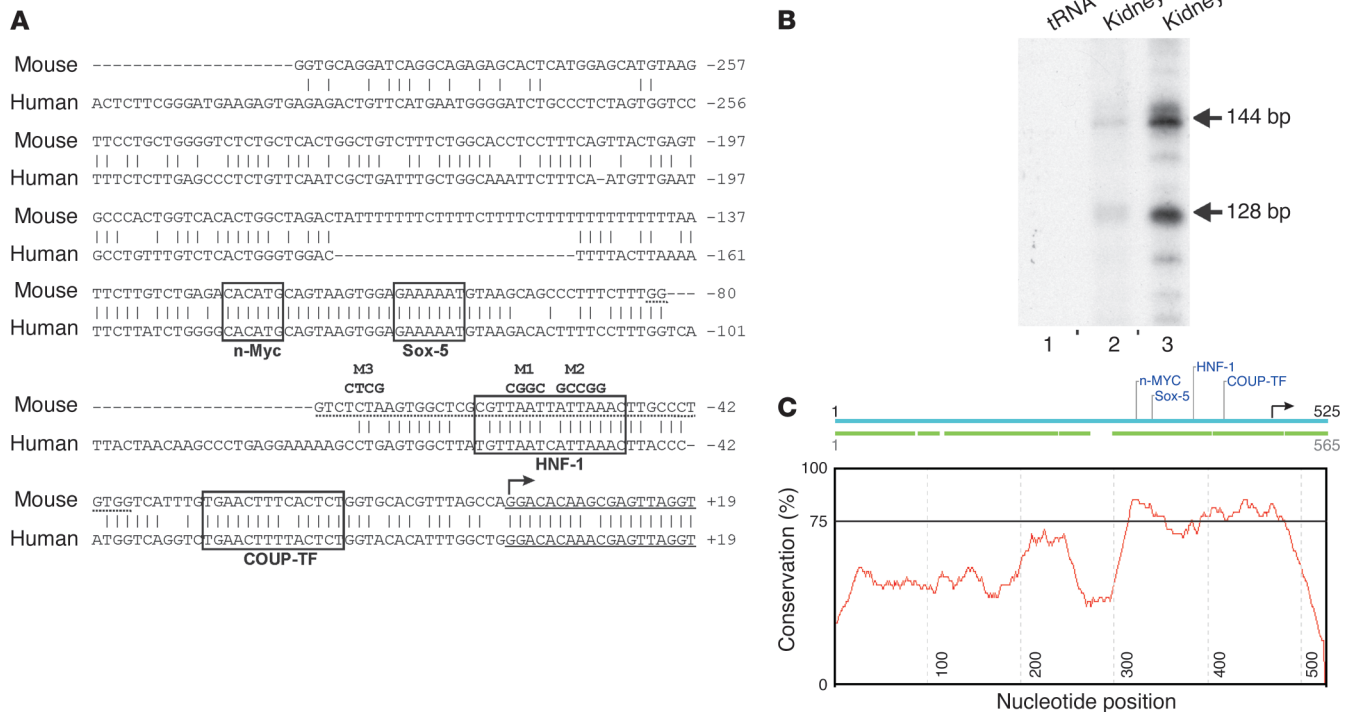 A
Mouse ––––––––––––––––––––GGTGCAGGATCAGGCAGAGAGCACTCATGGAGCATGTAAG –257
Human ACTCTTCGGGATGAAGAGTGAGAGACTGTTCATGAATGGGGATCTGCCCTCTAGTGGTCC –256
Mouse TTCCTGCTGGGGTCTCTGCTCACTGGCTGTCTTTCTGGCACCTCCTTTCAGTTACTGAGT –197
Human TTTCTCTTGAGCCCTCTGTTCAATCGCTGATTTGCTGGCAAATTCTTTCA–ATGTTGAAT –197
Mouse GCCCACTGGTCACACTGGCTAGACTATTTTTTTCTTTTCTTTTCTTTTTTTTTTTTTTAA –137
Human GCCTGTTTGTCTCACTGGGTGGAC––––––––––––––––––––––––TTTTACTTAAAA –161
Mouse TTCTTGTCTGAGACACATGCAGTAAGTGGAGAAAAATGTAAGCAGCCCTTTCTTTGG––– –80
Human TTCTTATCTGGGGCACATGCAGTAAGTGGAGAAAAATGTAAGACACTTTTCCTTTGGTCA –101
n-Myc Sox-5
M3 M1 M2
CTCG CGGC GCCGG
Mouse ––––––––––––––––––––––GTCTCTAAGTGGCTCGCGTTAATTATTAAACTTGCCCT –42
Human TTACTAACAAGCCCTGAGGAAAAAGCCTGAGTGGCTTATGTTAATCATTAAACTTACCC– –42
HNF-1
Mouse GTGGTCATTTGTGAACTTTCACTCTGGTGCACGTTTAGCCAGGACACAAGCGAGTTAGGT +19
Human ATGGTCAGGTCTGAACTTTTACTCTGGTACACATTTGGCTGGGACACAAACGAGTTAGGT +19
COUP-TF
B
tRNA Kidney Kidney
144 bp
128 bp
1 2 3
C
HNF-1
n-MYC COUP-TF
Sox-5
1 525
1 565
Conservation (%)
100
75
0
100 200 300 400 500
Nucleotide position